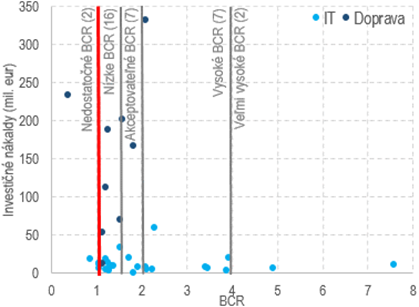 IT
Doprava
350
300
250
200
150
100
50
0
Investičné nákaldy (mil. eur)
Nedostatočné BCR (2)
Nízke BCR (16)
Akceptovateľné BCR (7)
Vysoké BCR (7)
Veľmi vysoké BCR (2)
0 1 2 3 4 5 6 7 8
BCR